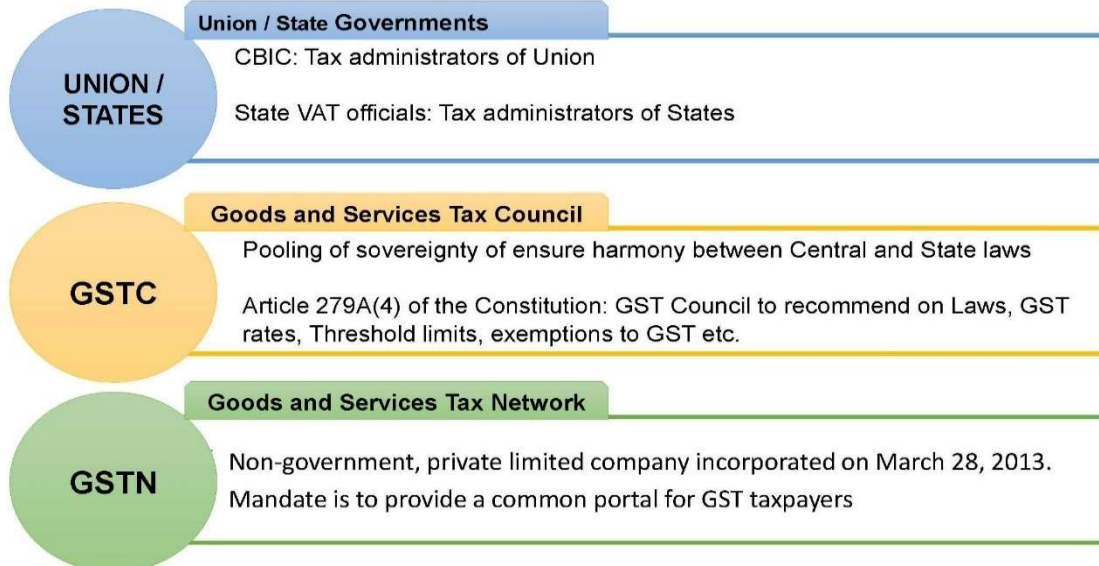 Union / State Governments
UNION /
STATES
CBIC: Tax administrators of Union
State VAT officials: Tax administrators of States
Goods and Services Tax Council
GSTC
Pooling of sovereignty of ensure harmony between Central and State laws
Article 279A(4) of the Constitution: GST Council to recommend on Laws, GST
rates, Threshold limits, exemptions to GST etc.
Goods and Services Tax Network
GSTN
Non-government, private limited company incorporated on March 28, 2013.
Mandate is to provide a common portal for GST taxpayers